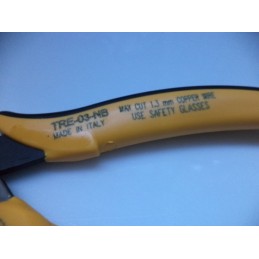 TRE-03-NB
MADE IN ITALY
MAX CUT 1.3 mm COPPER WIRE
USE SAFETY GLASSES